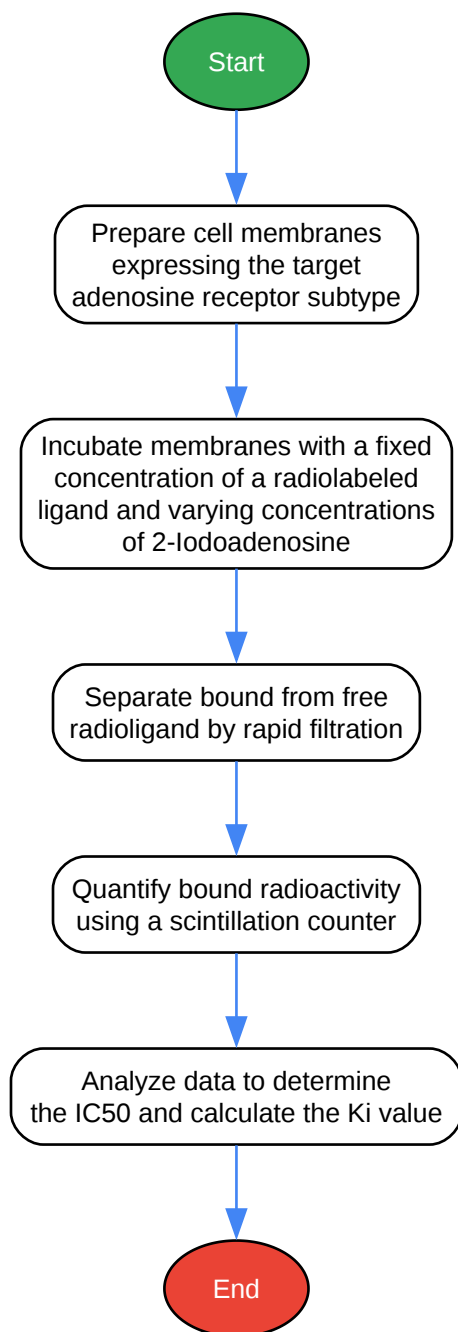 Start
Prepare cell membranes
expressing the target
adenosine receptor subtype
Incubate membranes with a fixed
concentration of a radiolabeled
ligand and varying concentrations
of 2-Iodoadenosine
Separate bound from free
radioligand by rapid filtration
Quantify bound radioactivity
using a scintillation counter
Analyze data to determine
the IC50 and calculate the Ki value
End